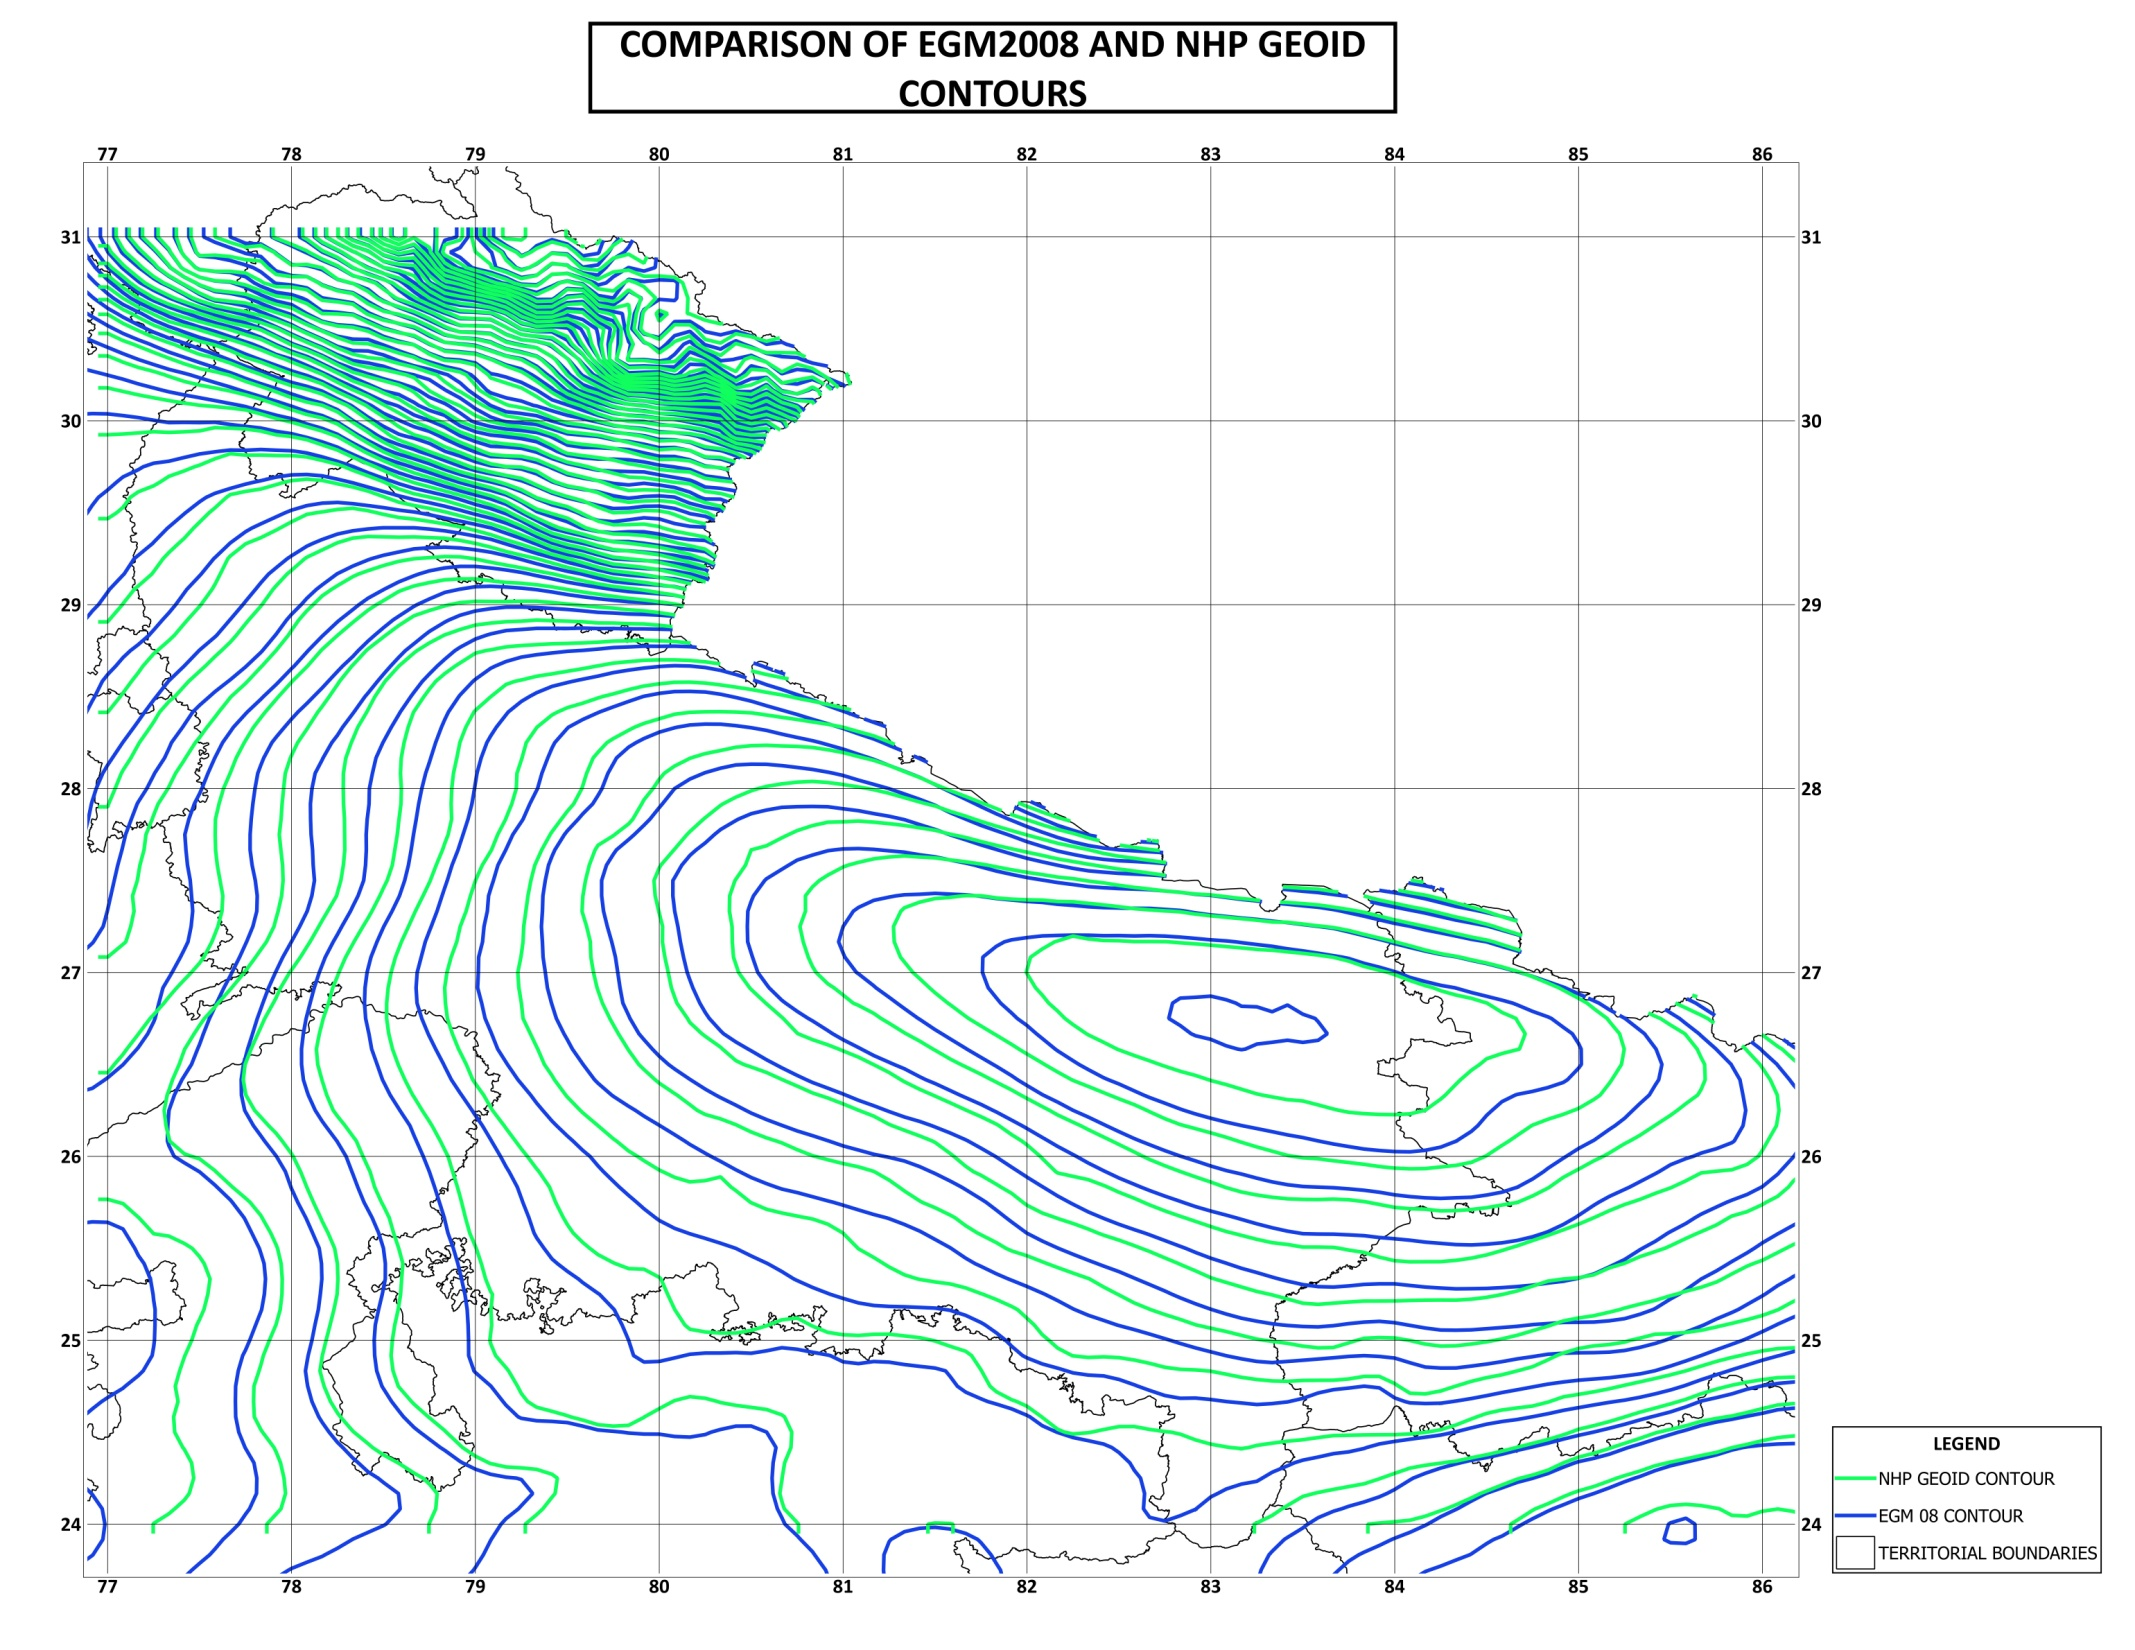 COMPARISON OF EGM2008 AND NHP GEOID
CONTOURS
77 78 79 80 81 82 83 84 85 86
31 31
30 30
29 29
28 28
27 27
26 26
25 25
24 24
77 78 79 80 81 82 83 84 85 86
LEGEND
NHP GEOID CONTOUR
EGM 08 CONTOUR
TERRITORIAL BOUNDARIES